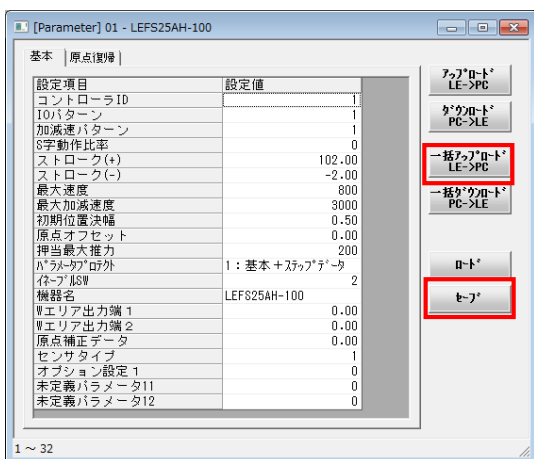 [Parameter] 01 - LEFS25AH-100
基本 原点復帰
設定項目 設定値
コントローラID 1
IOパターン 1
加減速パターン 1
S字動作比率 0
ストローク(+) 102.00
ストローク(-) -2.00
最大速度 800
最大加減速度 3000
初期位置決幅 0.50
原点オフセット 0.00
押当最大推力 200
ﾊﾟﾗﾒｰﾀﾌﾟﾛﾃｸﾄ 1：基本＋ｽﾃｯﾌﾟﾃﾞｰﾀ
ｲﾈｰﾌﾞﾙSW 2
機器名 LEFS25AH-100
Wエリア出力端１ 0.00
Wエリア出力端２ 0.00
原点補正データ 0.00
センサタイプ 1
オプション設定１ 0
未定義パラメータ11 0
未定義パラメータ12 0
ｱｯﾌﾟﾛｰﾄﾞ
LE->PC
ﾀﾞｳﾝﾛｰﾄﾞ
PC->LE
一括ｱｯﾌﾟﾛｰﾄﾞ
LE->PC
一括ﾀﾞｳﾝﾛｰﾄﾞ
PC->LE
ﾛｰﾄﾞ
ｾｰﾌﾞ
1 ～ 32